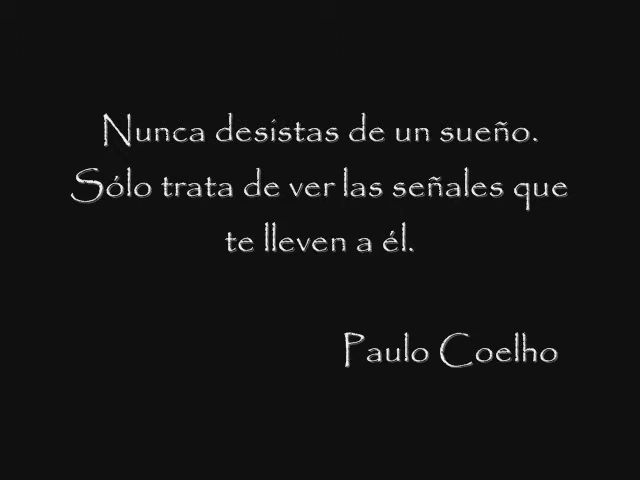 Nunca desistas de un sueño.
Sólo trata de ver las señales que
te lleven a él.
Paulo Coelho